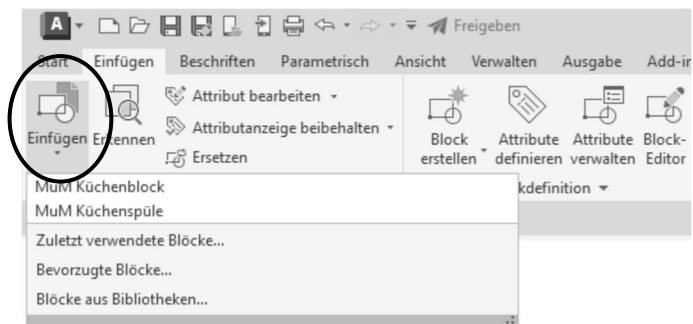 A Freigeben
Start Einfügen Beschriften Parametrisch Ansicht Verwalten Ausgabe Add-in
Attribut bearbeiten
Attributanzeige beibehalten
Einfügen Erkennen
Ersetzen
Block erstellen
Attribute definieren
Attribute verwalten
Block-Editor
MuM Küchenblock
kdefinition
MuM Küchenspüle
Zuletzt verwendete Blöcke...
Bevorzugte Blöcke...
Blöcke aus Bibliotheken...